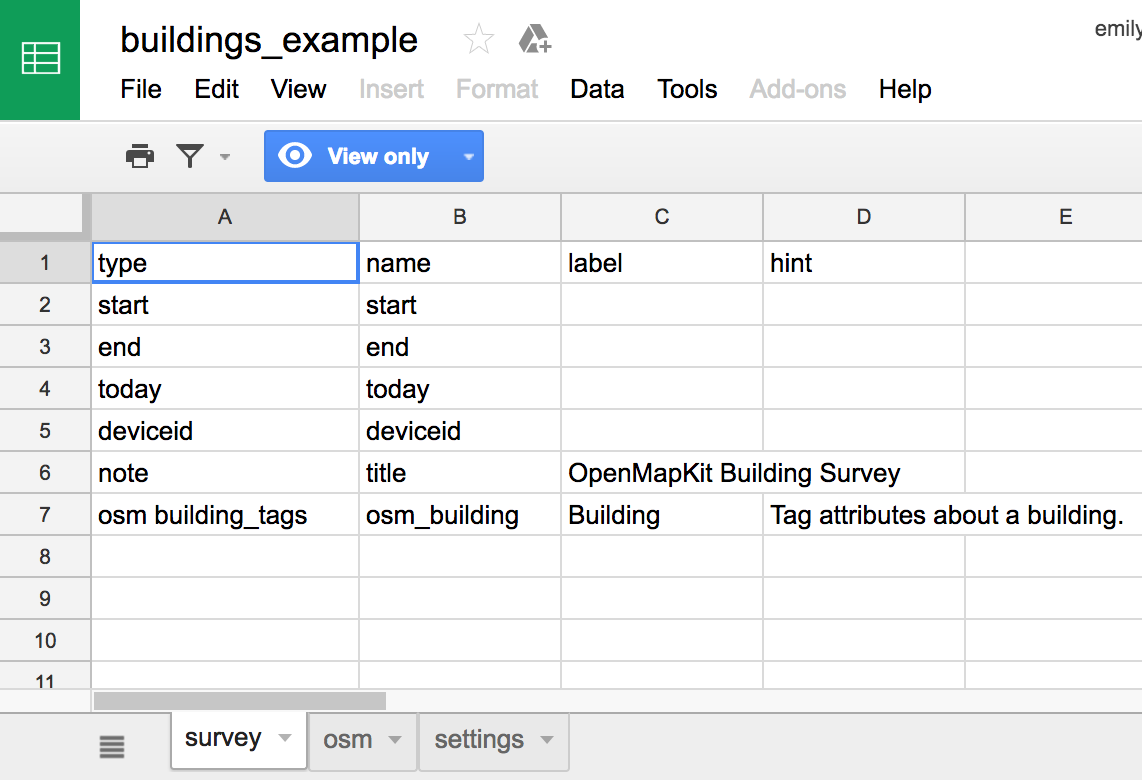 buildings_example
emily
File Edit View Insert Format Data Tools Add-ons Help
View only
A B C D E
1 type name label hint
2 start start
3 end end
4 today today
5 deviceid deviceid
6 note title OpenMapKit Building Survey
7 osm building_tags osm_building Building Tag attributes about a building.
8
9
10
11
survey osm settings